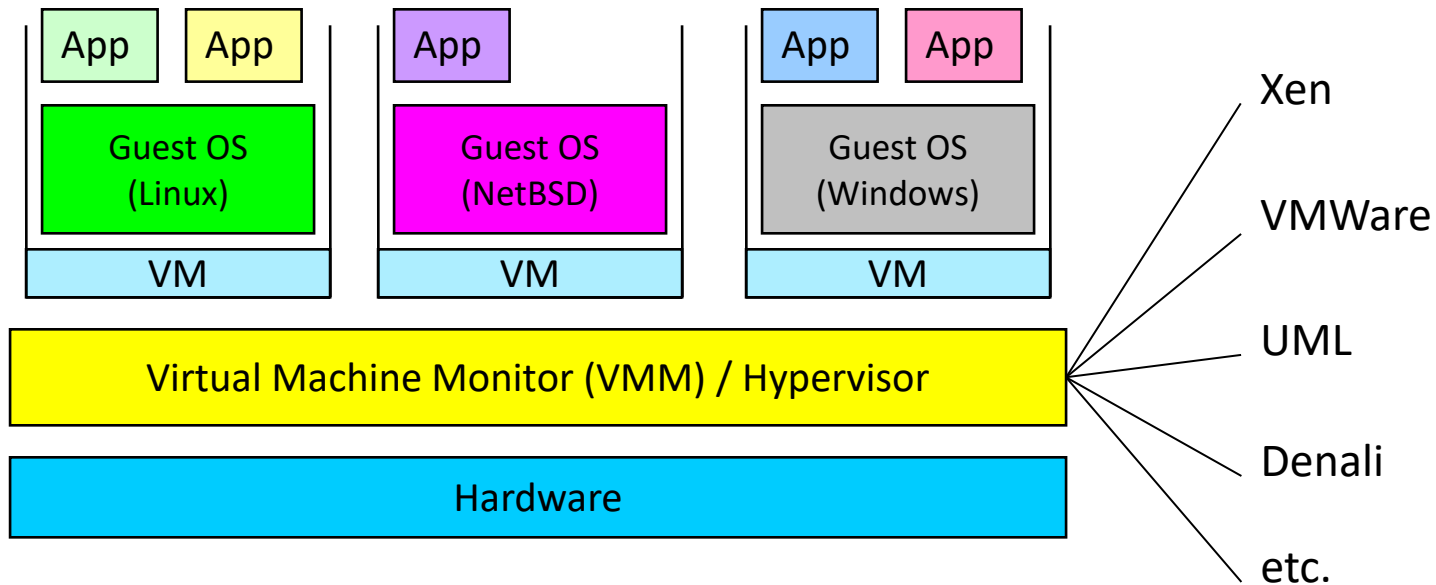 App
App
App
App
App
Guest OS
(Linux)
Guest OS
(NetBSD)
Guest OS
(Windows)
VM
VM
VM
Virtual Machine Monitor (VMM) / Hypervisor
Hardware
Xen
VMWare
UML
Denali
etc.